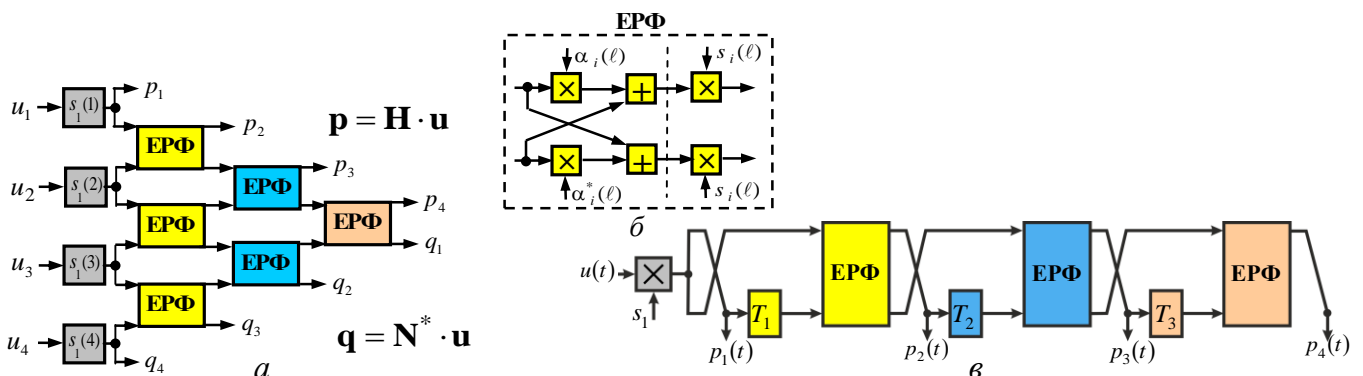 u₁
s₁(1)
p₁
ЕРФ
p₂
u₂
s₁(2)
ЕРФ
p₃
u₃
s₁(3)
ЕРФ
ЕРФ
p₄
q₁
ЕРФ
q₂
u₄
s₁(4)
ЕРФ
q₃
q₄
а
p = H · u
q = N* · u
ЕРФ
αᵢ(ℓ)
sᵢ(ℓ)
×
+
×
×
+
×
αᵢ*(ℓ)
sᵢ(ℓ)
б
u(t)
×
s₁
p₁(t)
T₁
ЕРФ
p₂(t)
T₂
ЕРФ
p₃(t)
T₃
ЕРФ
p₄(t)
в